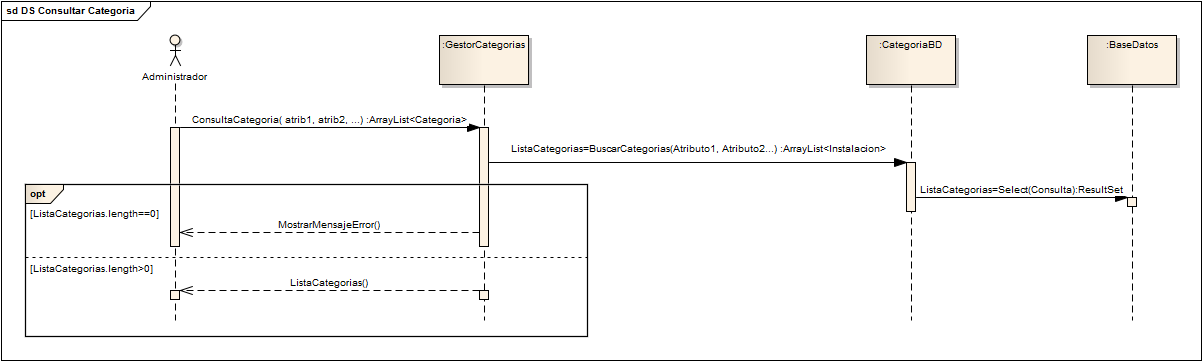 sd DS Consultar Categoria
:GestorCategorias
:CategoriaBD
:BaseDatos
Administrador
ConsultaCategoria( atrib1, atrib2, ...) :ArrayList<Categoria>
ListaCategorias=BuscarCategorias(Atributo1, Atributo2...) :ArrayList<Instalacion>
ListaCategorias=Select(Consulta):ResultSet
opt
[ListaCategorias.length==0]
MostrarMensajeError()
[ListaCategorias.length>0]
ListaCategorias()